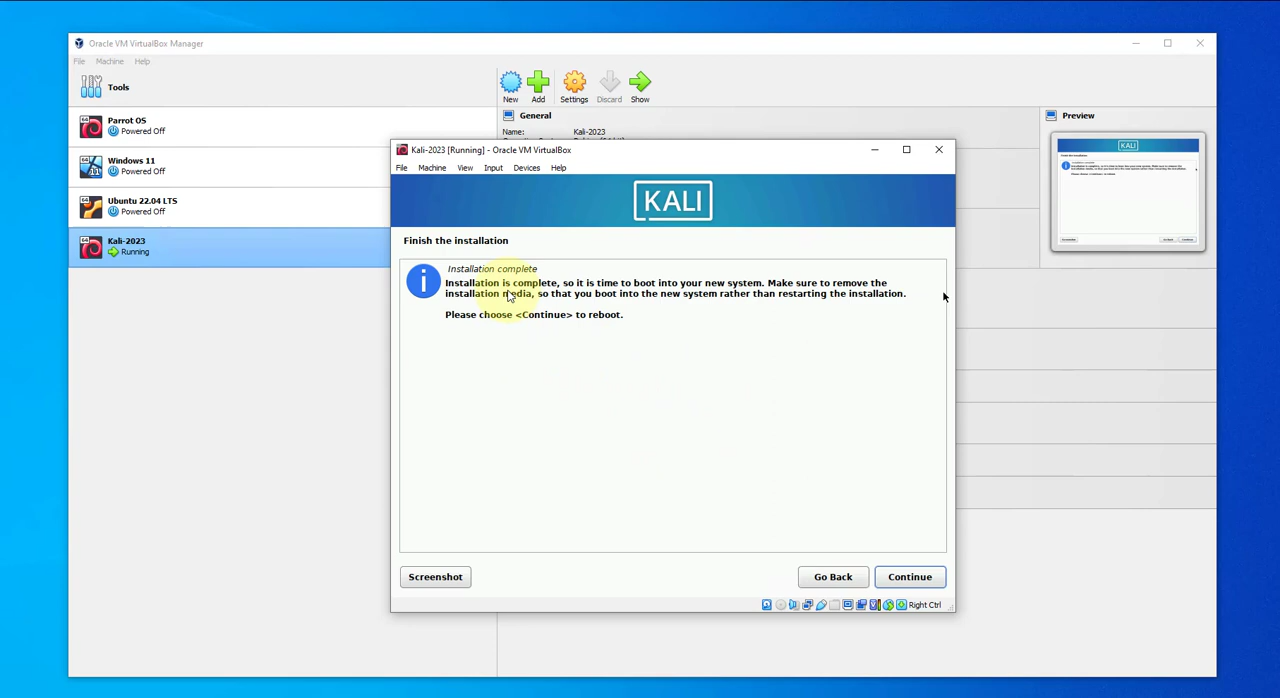 Oracle VM VirtualBox Manager
File Machine Help
Tools
New Add Settings Discard Show
Parrot OS
Powered Off
Windows 11
Powered Off
Ubuntu 22.04 LTS
Powered Off
Kali-2023
Running
General
Name: Kali-2023
Preview
Kali-2023 [Running] - Oracle VM VirtualBox
File Machine View Input Devices Help
KALI
Finish the installation
Installation complete
Installation is complete, so it is time to boot into your new system. Make sure to remove the
installation media, so that you boot into the new system rather than restarting the installation.
Please choose <Continue> to reboot.
Screenshot Go Back Continue
Right Ctrl